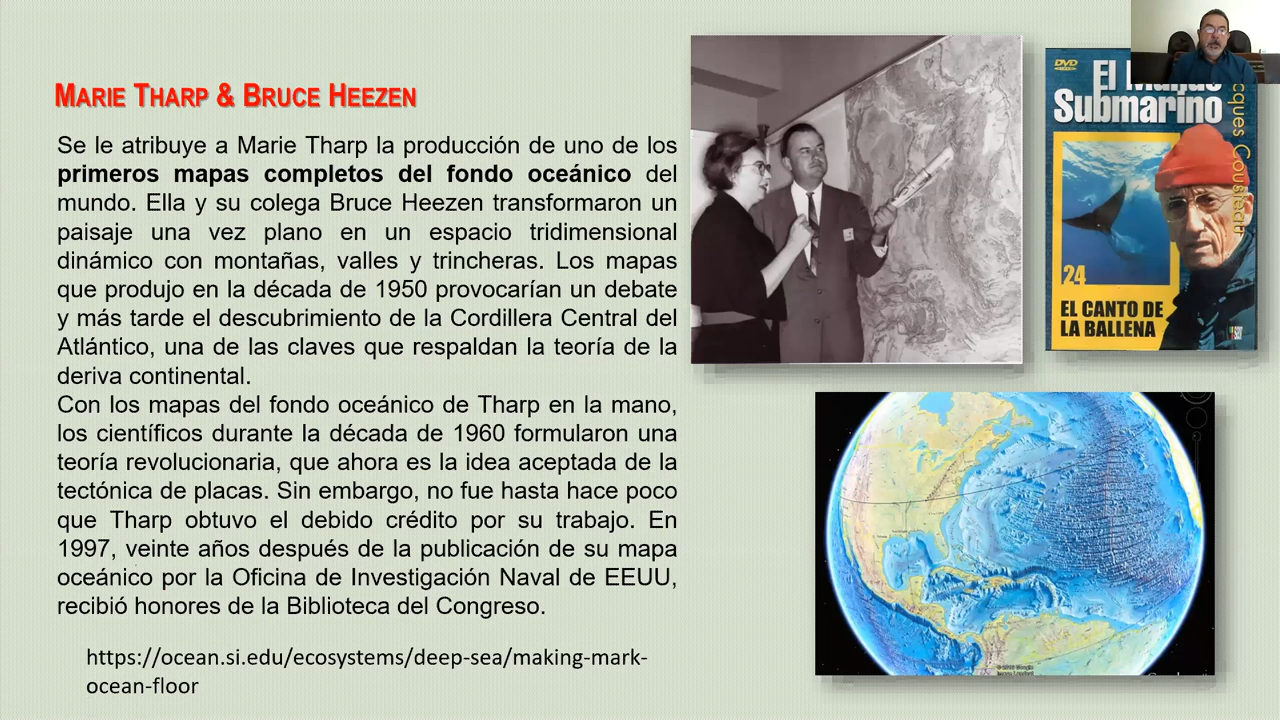 MARIE THARP & BRUCE HEEZEN
Se le atribuye a Marie Tharp la producción de uno de los
primeros mapas completos del fondo oceánico del
mundo. Ella y su colega Bruce Heezen transformaron un
paisaje una vez plano en un espacio tridimensional
dinámico con montañas, valles y trincheras. Los mapas
que produjo en la década de 1950 provocarían un debate
y más tarde el descubrimiento de la Cordillera Central del
Atlántico, una de las claves que respaldan la teoría de la
deriva continental.
Con los mapas del fondo oceánico de Tharp en la mano,
los científicos durante la década de 1960 formularon una
teoría revolucionaria, que ahora es la idea aceptada de la
tectónica de placas. Sin embargo, no fue hasta hace poco
que Tharp obtuvo el debido crédito por su trabajo. En
1997, veinte años después de la publicación de su mapa
oceánico por la Oficina de Investigación Naval de EEUU,
recibió honores de la Biblioteca del Congreso.
https://ocean.si.edu/ecosystems/deep-sea/making-mark-
ocean-floor
DVD
El Mundo
Submarino
cques Cousteau
24
EL CANTO DE
LA BALLENA